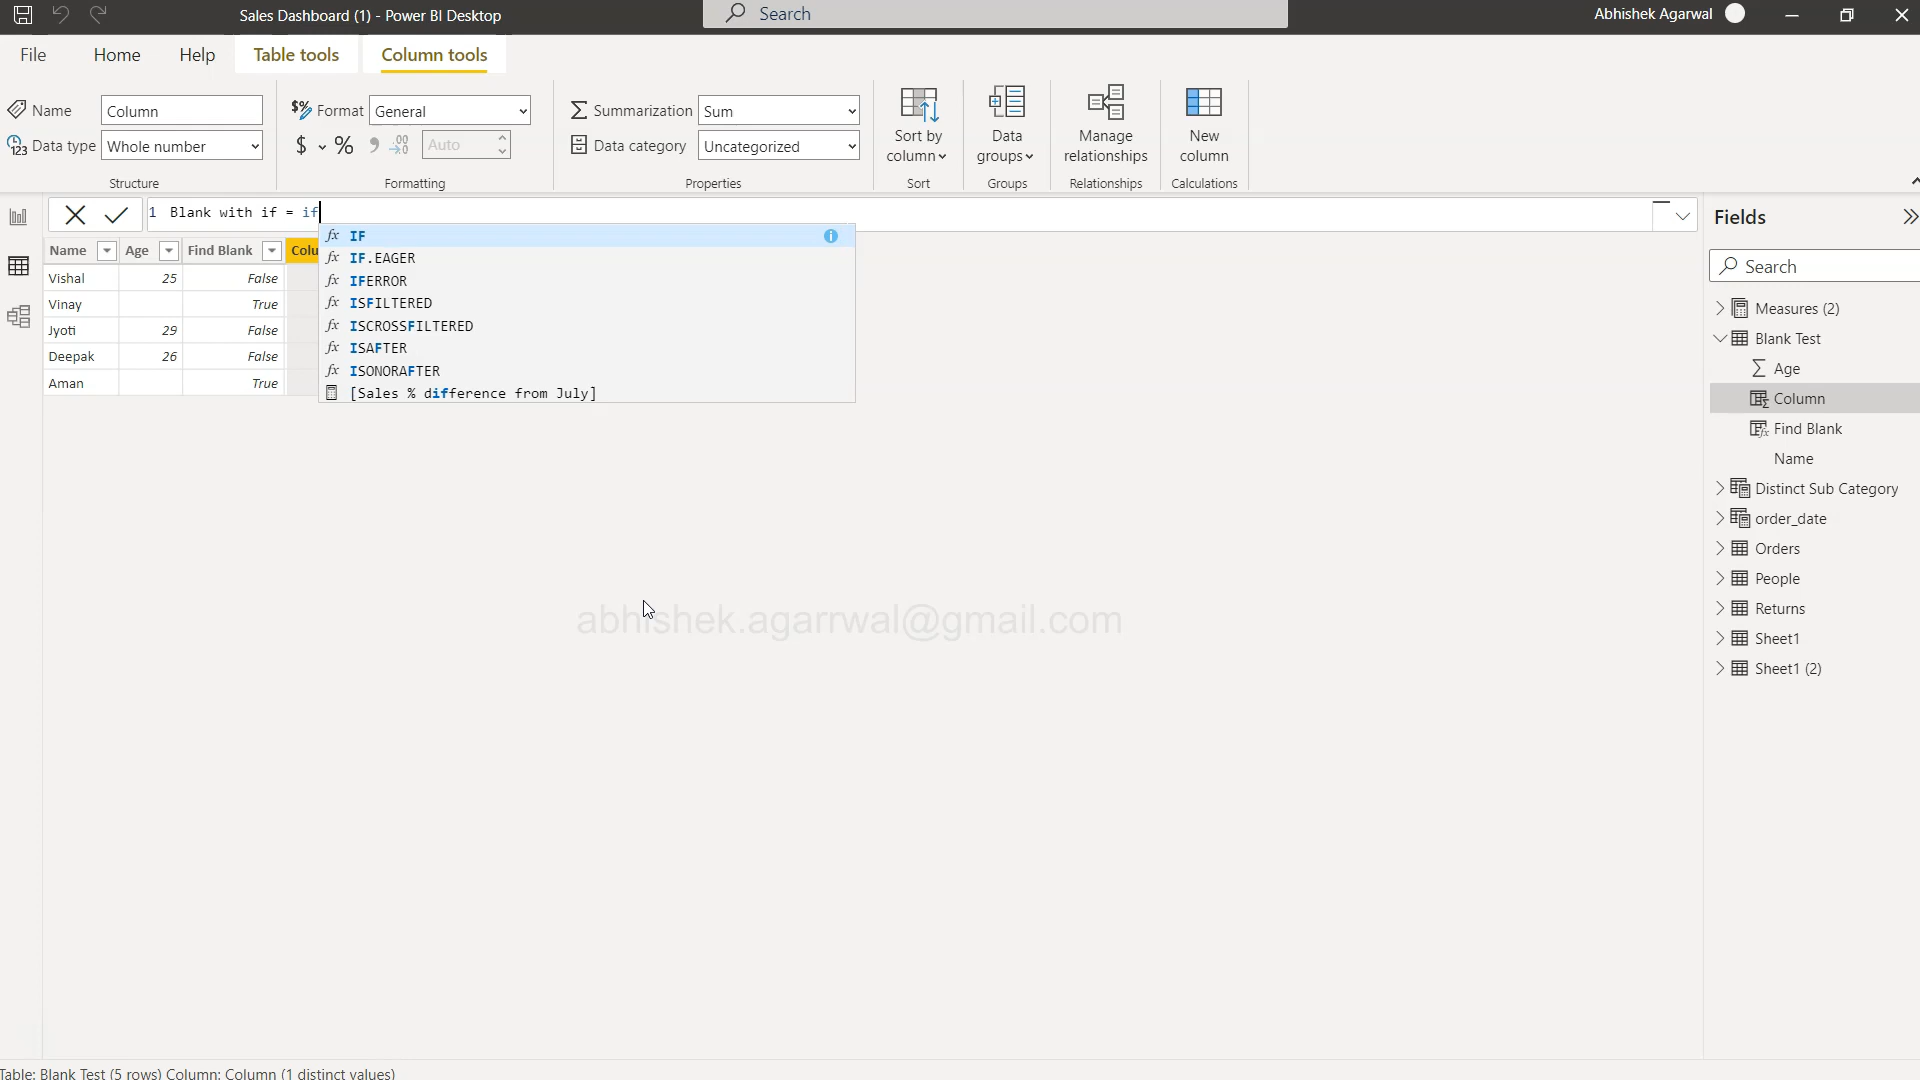 Sales Dashboard (1) - Power BI Desktop
Search
Abhishek Agarwal
File
Home
Help
Table tools
Column tools
Name
Column
Data type
Whole number
Structure
Format
General
$ % 9 .00
Auto
Formatting
Summarization
Sum
Data category
Uncategorized
Properties
Sort by
column
Sort
Data
groups
Groups
Manage
relationships
Relationships
New
column
Calculations
1 Blank with if = if
IF
IF.EAGER
IFERROR
ISFILTERED
ISCROSSFILTERED
ISAFTER
ISONORAFTER
[Sales % difference from July]
Name Age Find Blank Colu
Vishal 25 False
Vinay True
Jyoti 29 False
Deepak 26 False
Aman True
abhishek.agarrwal@gmail.com
Fields
Search
Measures (2)
Blank Test
Age
Column
Find Blank
Name
Distinct Sub Category
order_date
Orders
People
Returns
Sheet1
Sheet1 (2)
Table: Blank Test (5 rows) Column: Column (1 distinct values)